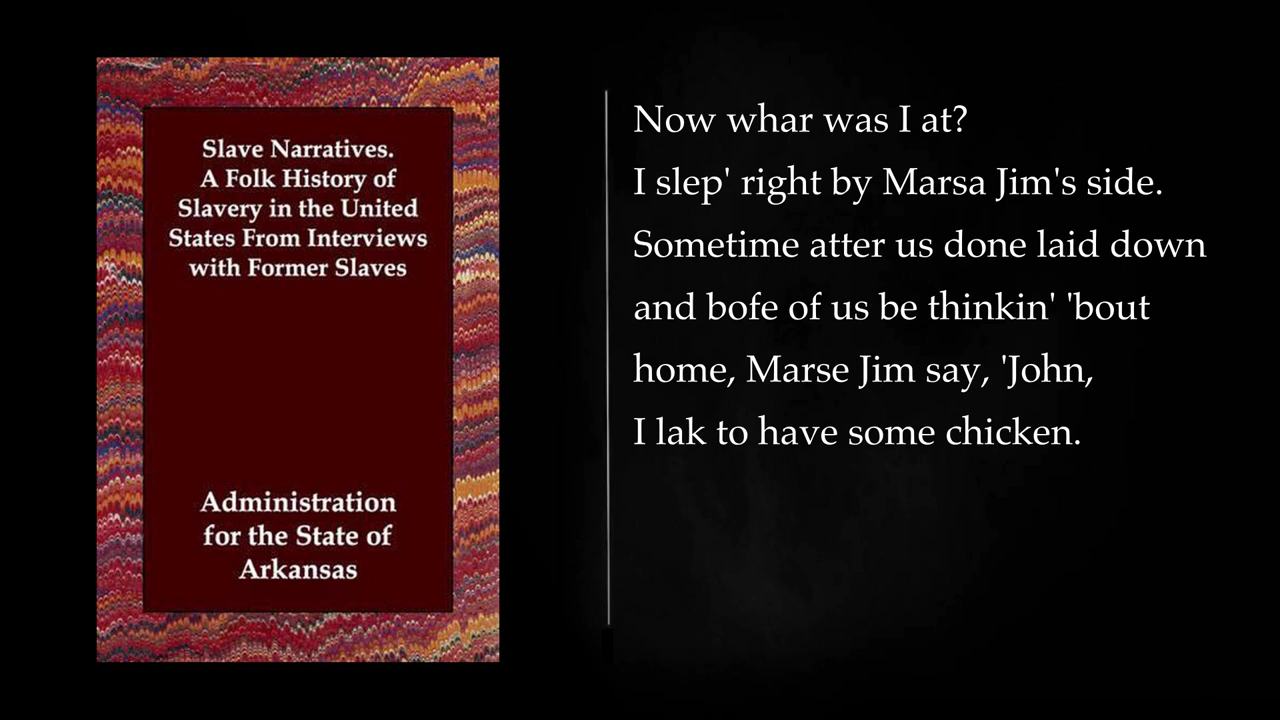 Slave Narratives.
A Folk History of
Slavery in the United
States From Interviews
with Former Slaves
Administration
for the State of
Arkansas
Now whar was I at?
I slep' right by Marsa Jim's side.
Sometime atter us done laid down
and bofe of us be thinkin' 'bout
home, Marse Jim say, 'John,
I lak to have some chicken.